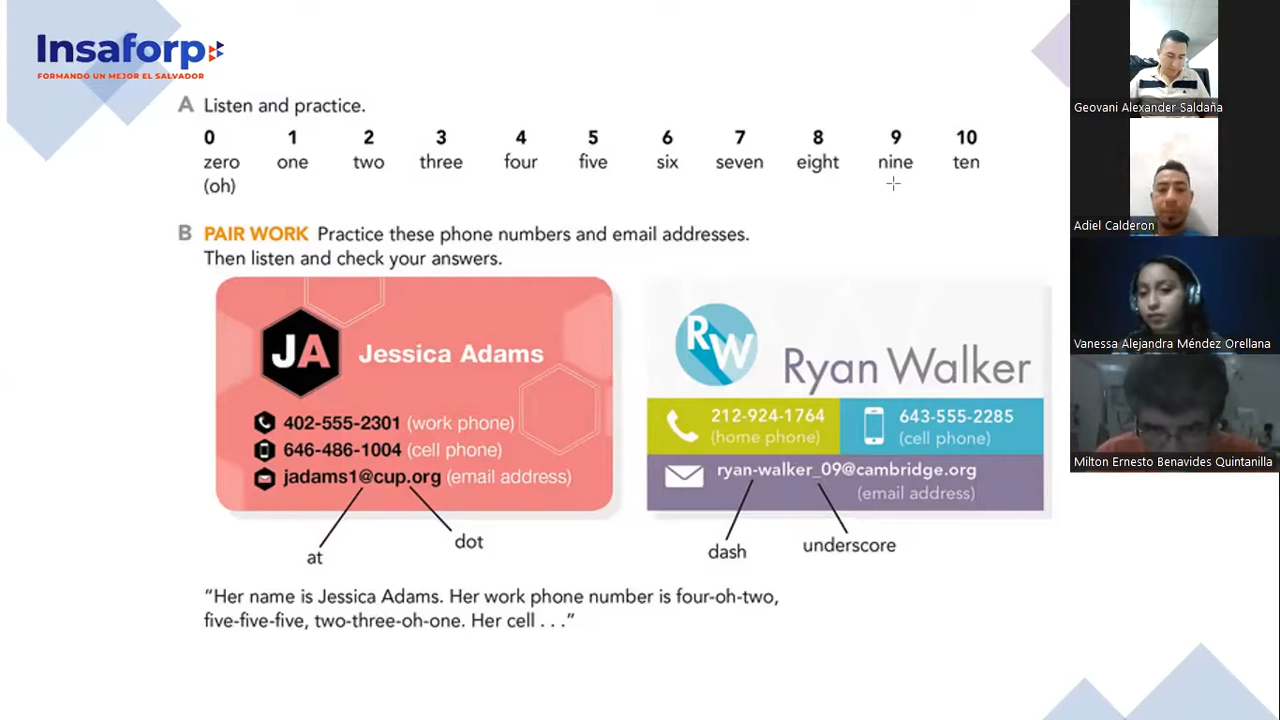 Insaforp
FORMANDO UN MEJOR EL SALVADOR
A Listen and practice.
0 1 2 3 4 5 6 7 8 9 10
zero one two three four five six seven eight nine ten
(oh)
B PAIR WORK Practice these phone numbers and email addresses.
Then listen and check your answers.
JA Jessica Adams
402-555-2301 (work phone)
646-486-1004 (cell phone)
jadams1@cup.org (email address)
at
dot
RW Ryan Walker
212-924-1764
(home phone)
643-555-2285
(cell phone)
ryan-walker_09@cambridge.org
(email address)
dash
underscore
“Her name is Jessica Adams. Her work phone number is four-oh-two,
five-five-five, two-three-oh-one. Her cell . . .”
Geovani Alexander Saldaña
Adiel Calderon
Vanessa Alejandra Méndez Orellana
Milton Ernesto Benavides Quintanilla